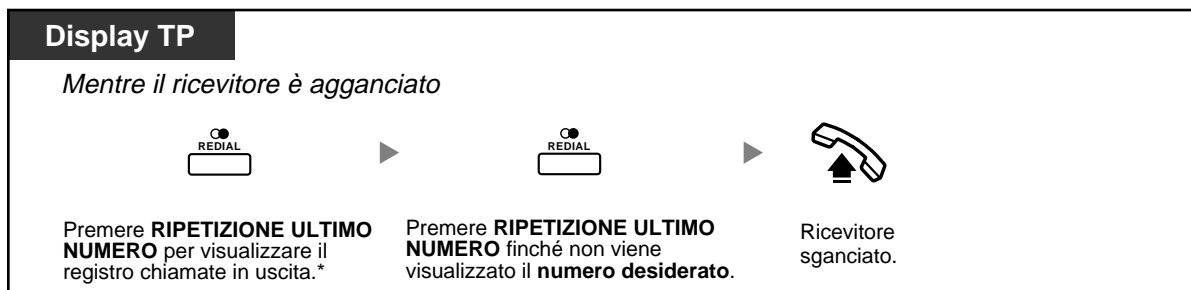 Display TP
Mentre il ricevitore è agganciato
REDIAL
REDIAL
Premere RIPETIZIONE ULTIMO
NUMERO per visualizzare il
registro chiamate in uscita.*
Premere RIPETIZIONE ULTIMO
NUMERO finché non viene
visualizzato il numero desiderato.
Ricevitore
sganciato.